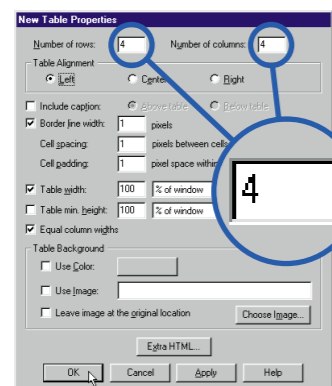 New Table Properties
Number of rows: 4 Number of columns: 4
Table Alignment
Left Center Right
Include caption: Above table Below table
Border line width: 1 pixels
Cell spacing: 1 pixels between cells
Cell padding: 1 pixel space within
4
Table width: 100 % of window
Table min. height: 100 % of window
Equal column widths
Table Background
Use Color:
Use Image:
Leave image at the original location Choose Image...
Extra HTML...
OK Cancel Apply Help